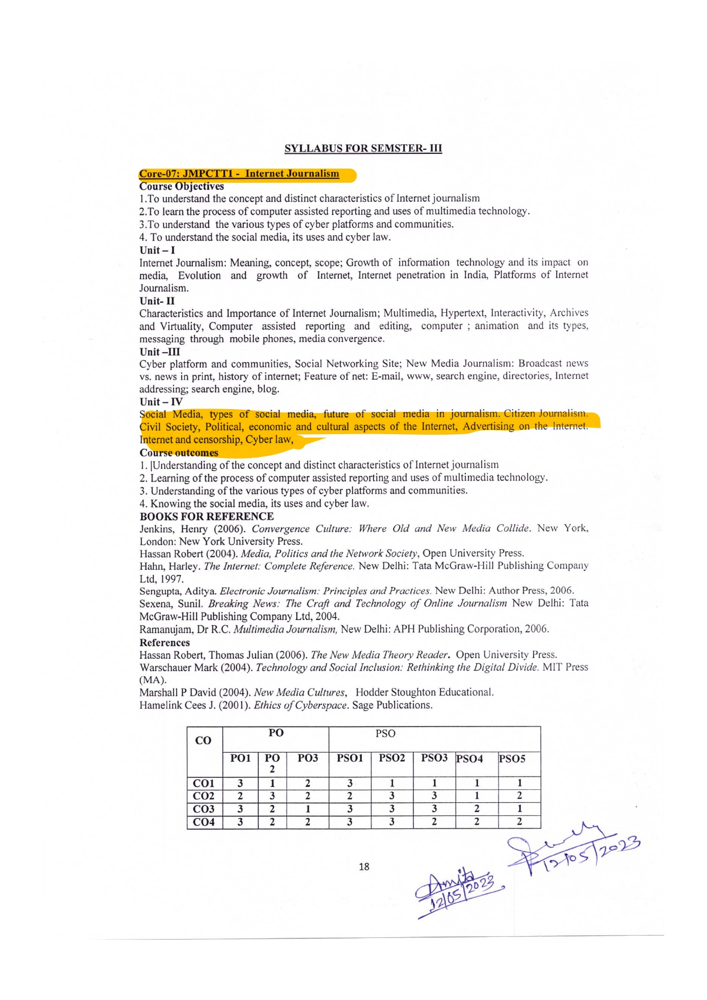 SYLLABUS FOR SEMSTER- III
Core-07: JMPCTT1 - Internet Journalism
Course Objectives
1.To understand the concept and distinct characteristics of Internet journalism
2.To learn the process of computer assisted reporting and uses of multimedia technology.
3.To understand the various types of cyber platforms and communities.
4. To understand the social media, its uses and cyber law.
Unit – I
Internet Journalism: Meaning, concept, scope; Growth of information technology and its impact on
media, Evolution and growth of Internet, Internet penetration in India, Platforms of Internet
Journalism.
Unit- II
Characteristics and Importance of Internet Journalism; Multimedia, Hypertext, Interactivity, Archives
and Virtuality, Computer assisted reporting and editing, computer ; animation and its types,
messaging through mobile phones, media convergence.
Unit –III
Cyber platform and communities, Social Networking Site; New Media Journalism: Broadcast news
vs. news in print, history of internet; Feature of net: E-mail, www, search engine, directories, Internet
addressing; search engine, blog.
Unit – IV
Social Media, types of social media, future of social media in journalism. Citizen Journalism.
Civil Society, Political, economic and cultural aspects of the Internet, Advertising on the Internet.
Internet and censorship, Cyber law,
Course outcomes
1. |Understanding of the concept and distinct characteristics of Internet journalism
2. Learning of the process of computer assisted reporting and uses of multimedia technology.
3. Understanding of the various types of cyber platforms and communities.
4. Knowing the social media, its uses and cyber law.
BOOKS FOR REFERENCE
Jenkins, Henry (2006). Convergence Culture: Where Old and New Media Collide. New York,
London: New York University Press.
Hassan Robert (2004). Media, Politics and the Network Society, Open University Press.
Hahn, Harley. The Internet: Complete Reference. New Delhi: Tata McGraw-Hill Publishing Company
Ltd, 1997.
Sengupta, Aditya. Electronic Journalism: Principles and Practices. New Delhi: Author Press, 2006.
Sexena, Sunil. Breaking News: The Craft and Technology of Online Journalism New Delhi: Tata
McGraw-Hill Publishing Company Ltd, 2004.
Ramanujam, Dr R.C. Multimedia Journalism, New Delhi: APH Publishing Corporation, 2006.
References
Hassan Robert, Thomas Julian (2006). The New Media Theory Reader. Open University Press.
Warschauer Mark (2004). Technology and Social Inclusion: Rethinking the Digital Divide. MIT Press
(MA).
Marshall P David (2004). New Media Cultures, Hodder Stoughton Educational.
Hamelink Cees J. (2001). Ethics of Cyberspace. Sage Publications.
CO PO PSO
PO1 PO 2 PO3 PSO1 PSO2 PSO3 PSO4 PSO5
CO1 3 1 2 3 1 1 1 1
CO2 2 3 2 2 3 3 1 2
CO3 3 2 1 3 3 3 2 1
CO4 3 2 2 3 3 2 2 2
12/05/2023
18
Amita
12/05/2023